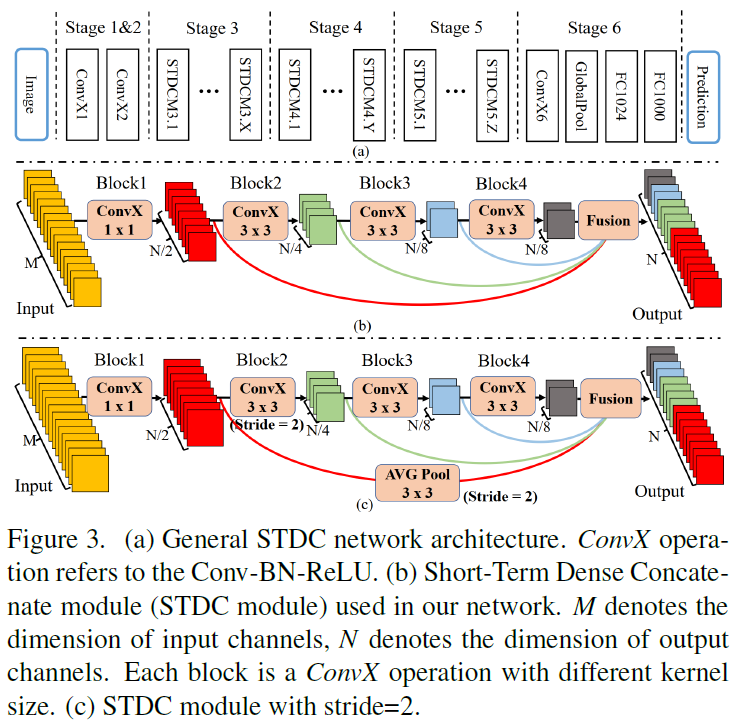 Stage 1&2 Stage 3 Stage 4 Stage 5 Stage 6
Image
ConvX1
ConvX2
STDCM3.1
...
STDCM3.X
STDCM4.1
...
STDCM4.Y
STDCM5.1
...
STDCM5.Z
ConvX6
GlobalPool
FC1024
FC1000
Prediction
(a)
Block1 Block2 Block3 Block4
ConvX
1 x 1
ConvX
3 x 3
ConvX
3 x 3
ConvX
3 x 3
Fusion
M
N/2
N/4
N/8
N/8
N
Input
Output
(b)
Block1 Block2 Block3 Block4
ConvX
1 x 1
ConvX
3 x 3
(Stride = 2)
ConvX
3 x 3
ConvX
3 x 3
Fusion
M
N/2
N/4
N/8
N/8
N
Input
AVG Pool
3 x 3
(Stride = 2)
Output
(c)
Figure 3. (a) General STDC network architecture. ConvX opera-
tion refers to the Conv-BN-ReLU. (b) Short-Term Dense Concate-
nate module (STDC module) used in our network. M denotes the
dimension of input channels, N denotes the dimension of output
channels. Each block is a ConvX operation with different kernel
size. (c) STDC module with stride=2.